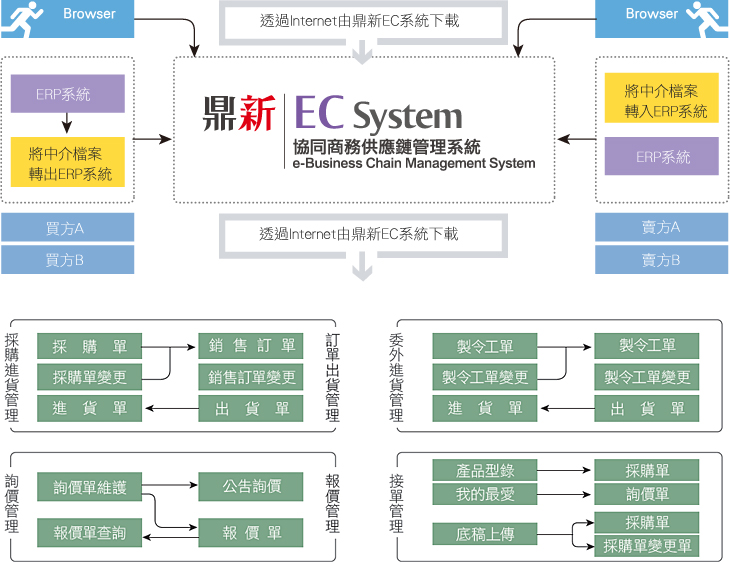 Browser
透過Internet由鼎新EC系統下載
Browser
ERP系統
將中介檔案
轉出ERP系統
鼎新
EC System
協同商務供應鏈管理系統
e-Business Chain Management System
將中介檔案
轉入ERP系統
ERP系統
買方A
買方B
透過Internet由鼎新EC系統下載
賣方A
賣方B
採購進貨管理
採購單
銷售訂單
採購單變更
銷售訂單變更
進貨單
出貨單
訂單出貨管理
委外進貨管理
製令工單
製令工單
製令工單變更
製令工單變更
進貨單
出貨單
詢價管理
詢價單維護
公告詢價
報價單查詢
報價單
報價管理
接單管理
產品型錄
採購單
我的最愛
詢價單
底稿上傳
採購單
採購單變更單